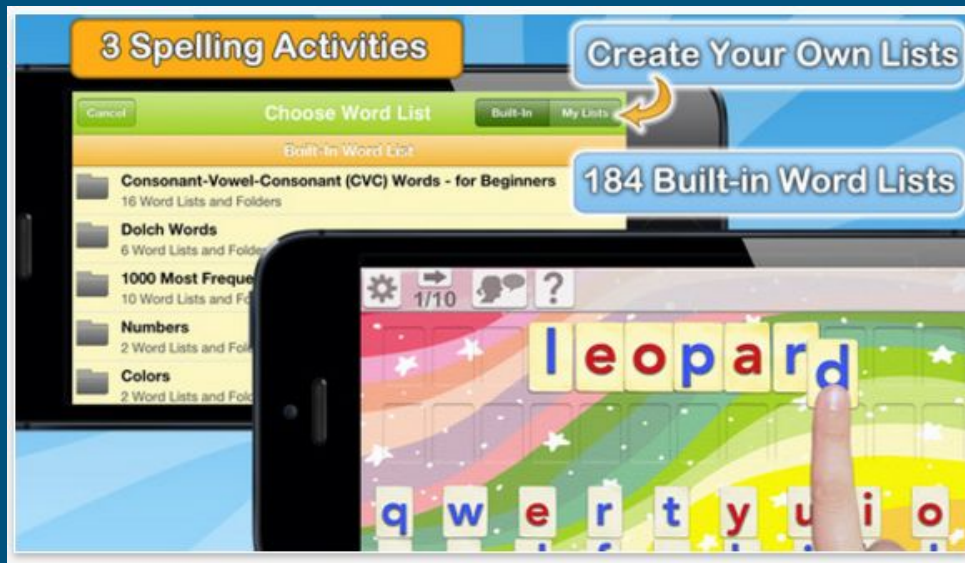 3 Spelling Activities
Create Your Own Lists
Cancel
Choose Word List
Built-In
My Lists
Built-In Word List
184 Built-in Word Lists
Consonant-Vowel-Consonant (CVC) Words - for Beginners
16 Word Lists and Folders
Dolch Words
6 Word Lists and Folde
1000 Most Freque
10 Word Lists and Fo
Numbers
2 Word Lists and Fol
Colors
2 Word Lists and Fold
1/10
?
leopard
q w e r t y u i o